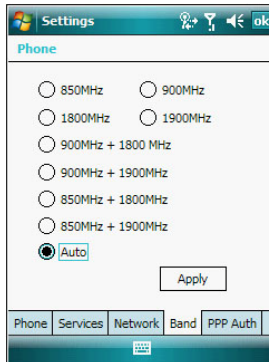 Settings ok
Phone
850MHz 900MHz
1800MHz 1900MHz
900MHz + 1800 MHz
900MHz + 1900MHz
850MHz + 1800MHz
850MHz + 1900MHz
Auto
Apply
Phone Services Network Band PPP Auth